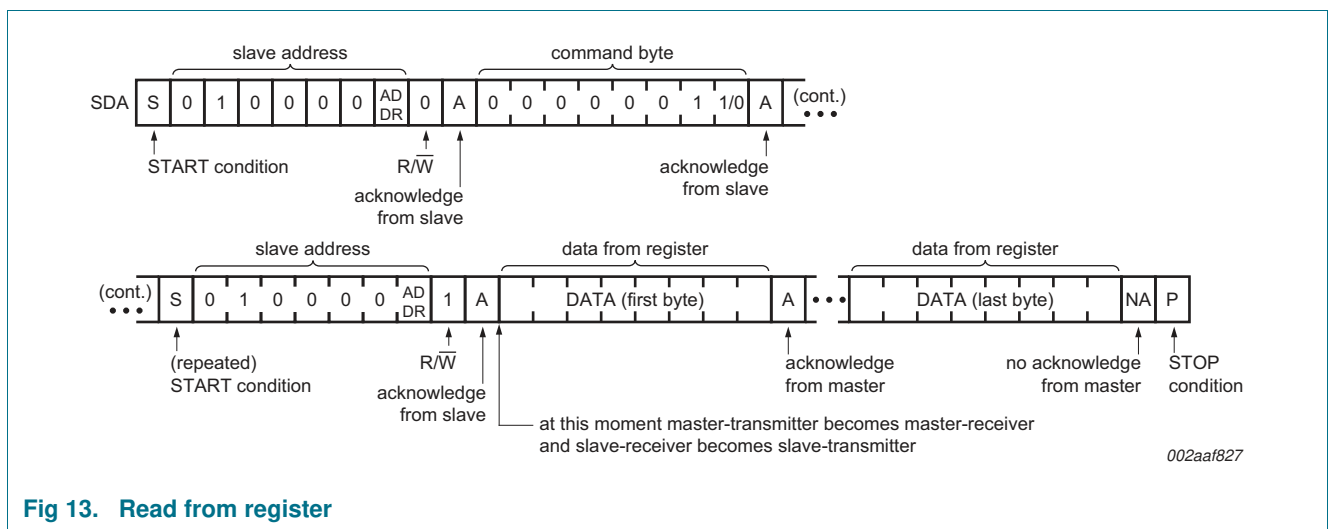 slave address command byte
SDA S 0 1 0 0 0 0 AD DR 0 A 0 0 0 0 0 0 1 1/0 A (cont.)
START condition R/W̅ acknowledge from slave acknowledge from slave
slave address data from register data from register
(cont.) S 0 1 0 0 0 0 AD DR 1 A DATA (first byte) A DATA (last byte) NA P
(repeated) START condition R/W̅ acknowledge from slave acknowledge from master no acknowledge from master STOP condition
at this moment master-transmitter becomes master-receiver
and slave-receiver becomes slave-transmitter
002aaf827
Fig 13. Read from register